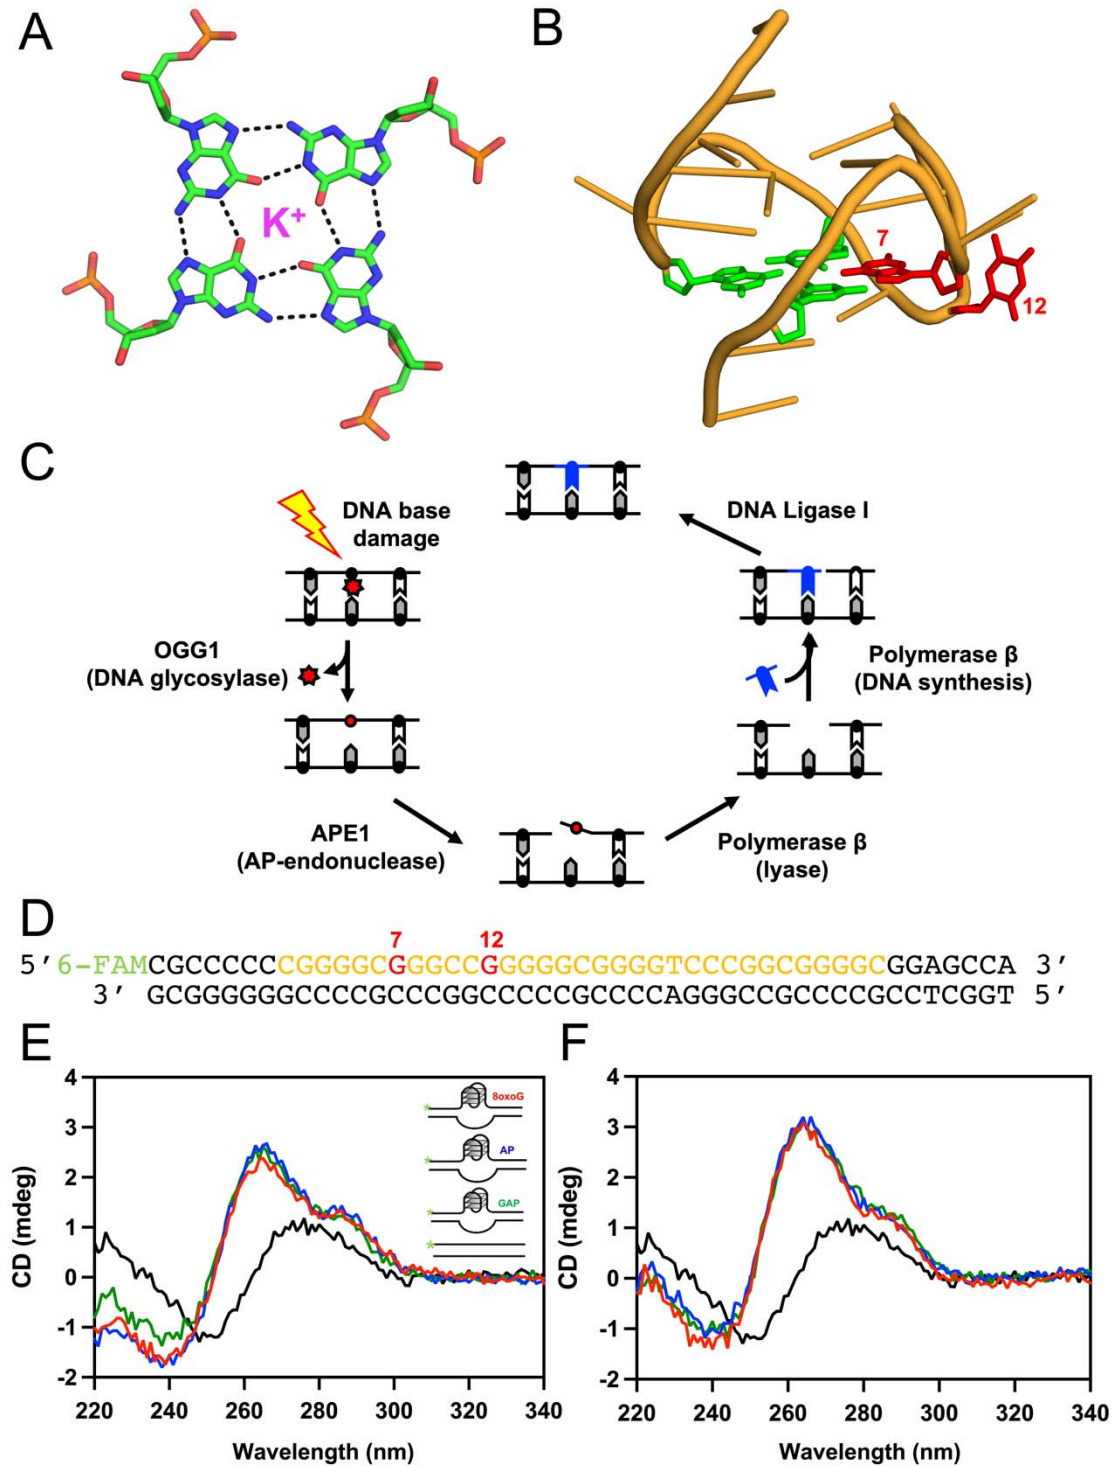 A
B
K⁺
7
12
C
DNA base
damage
DNA Ligase I
OGG1
(DNA glycosylase)
Polymerase β
(DNA synthesis)
APE1
(AP-endonuclease)
Polymerase β
(lyase)
D
7 12
5′6-FAMCGCCCCCCGGGGCGGGCCGGGGGCGGGGTCCCGGCGGGGCGGAGCCA 3′
3′ GCGGGGGGCCCCGCCCGGCCCCCGCCCCAGGGCCGCCCCGCCTCGGT 5′
E
F
4
3
2
1
0
-1
-2
CD (mdeg)
220 240 260 280 300 320 340
Wavelength (nm)
* 8oxoG
* AP
* GAP
*
4
3
2
1
0
-1
-2
CD (mdeg)
220 240 260 280 300 320 340
Wavelength (nm)